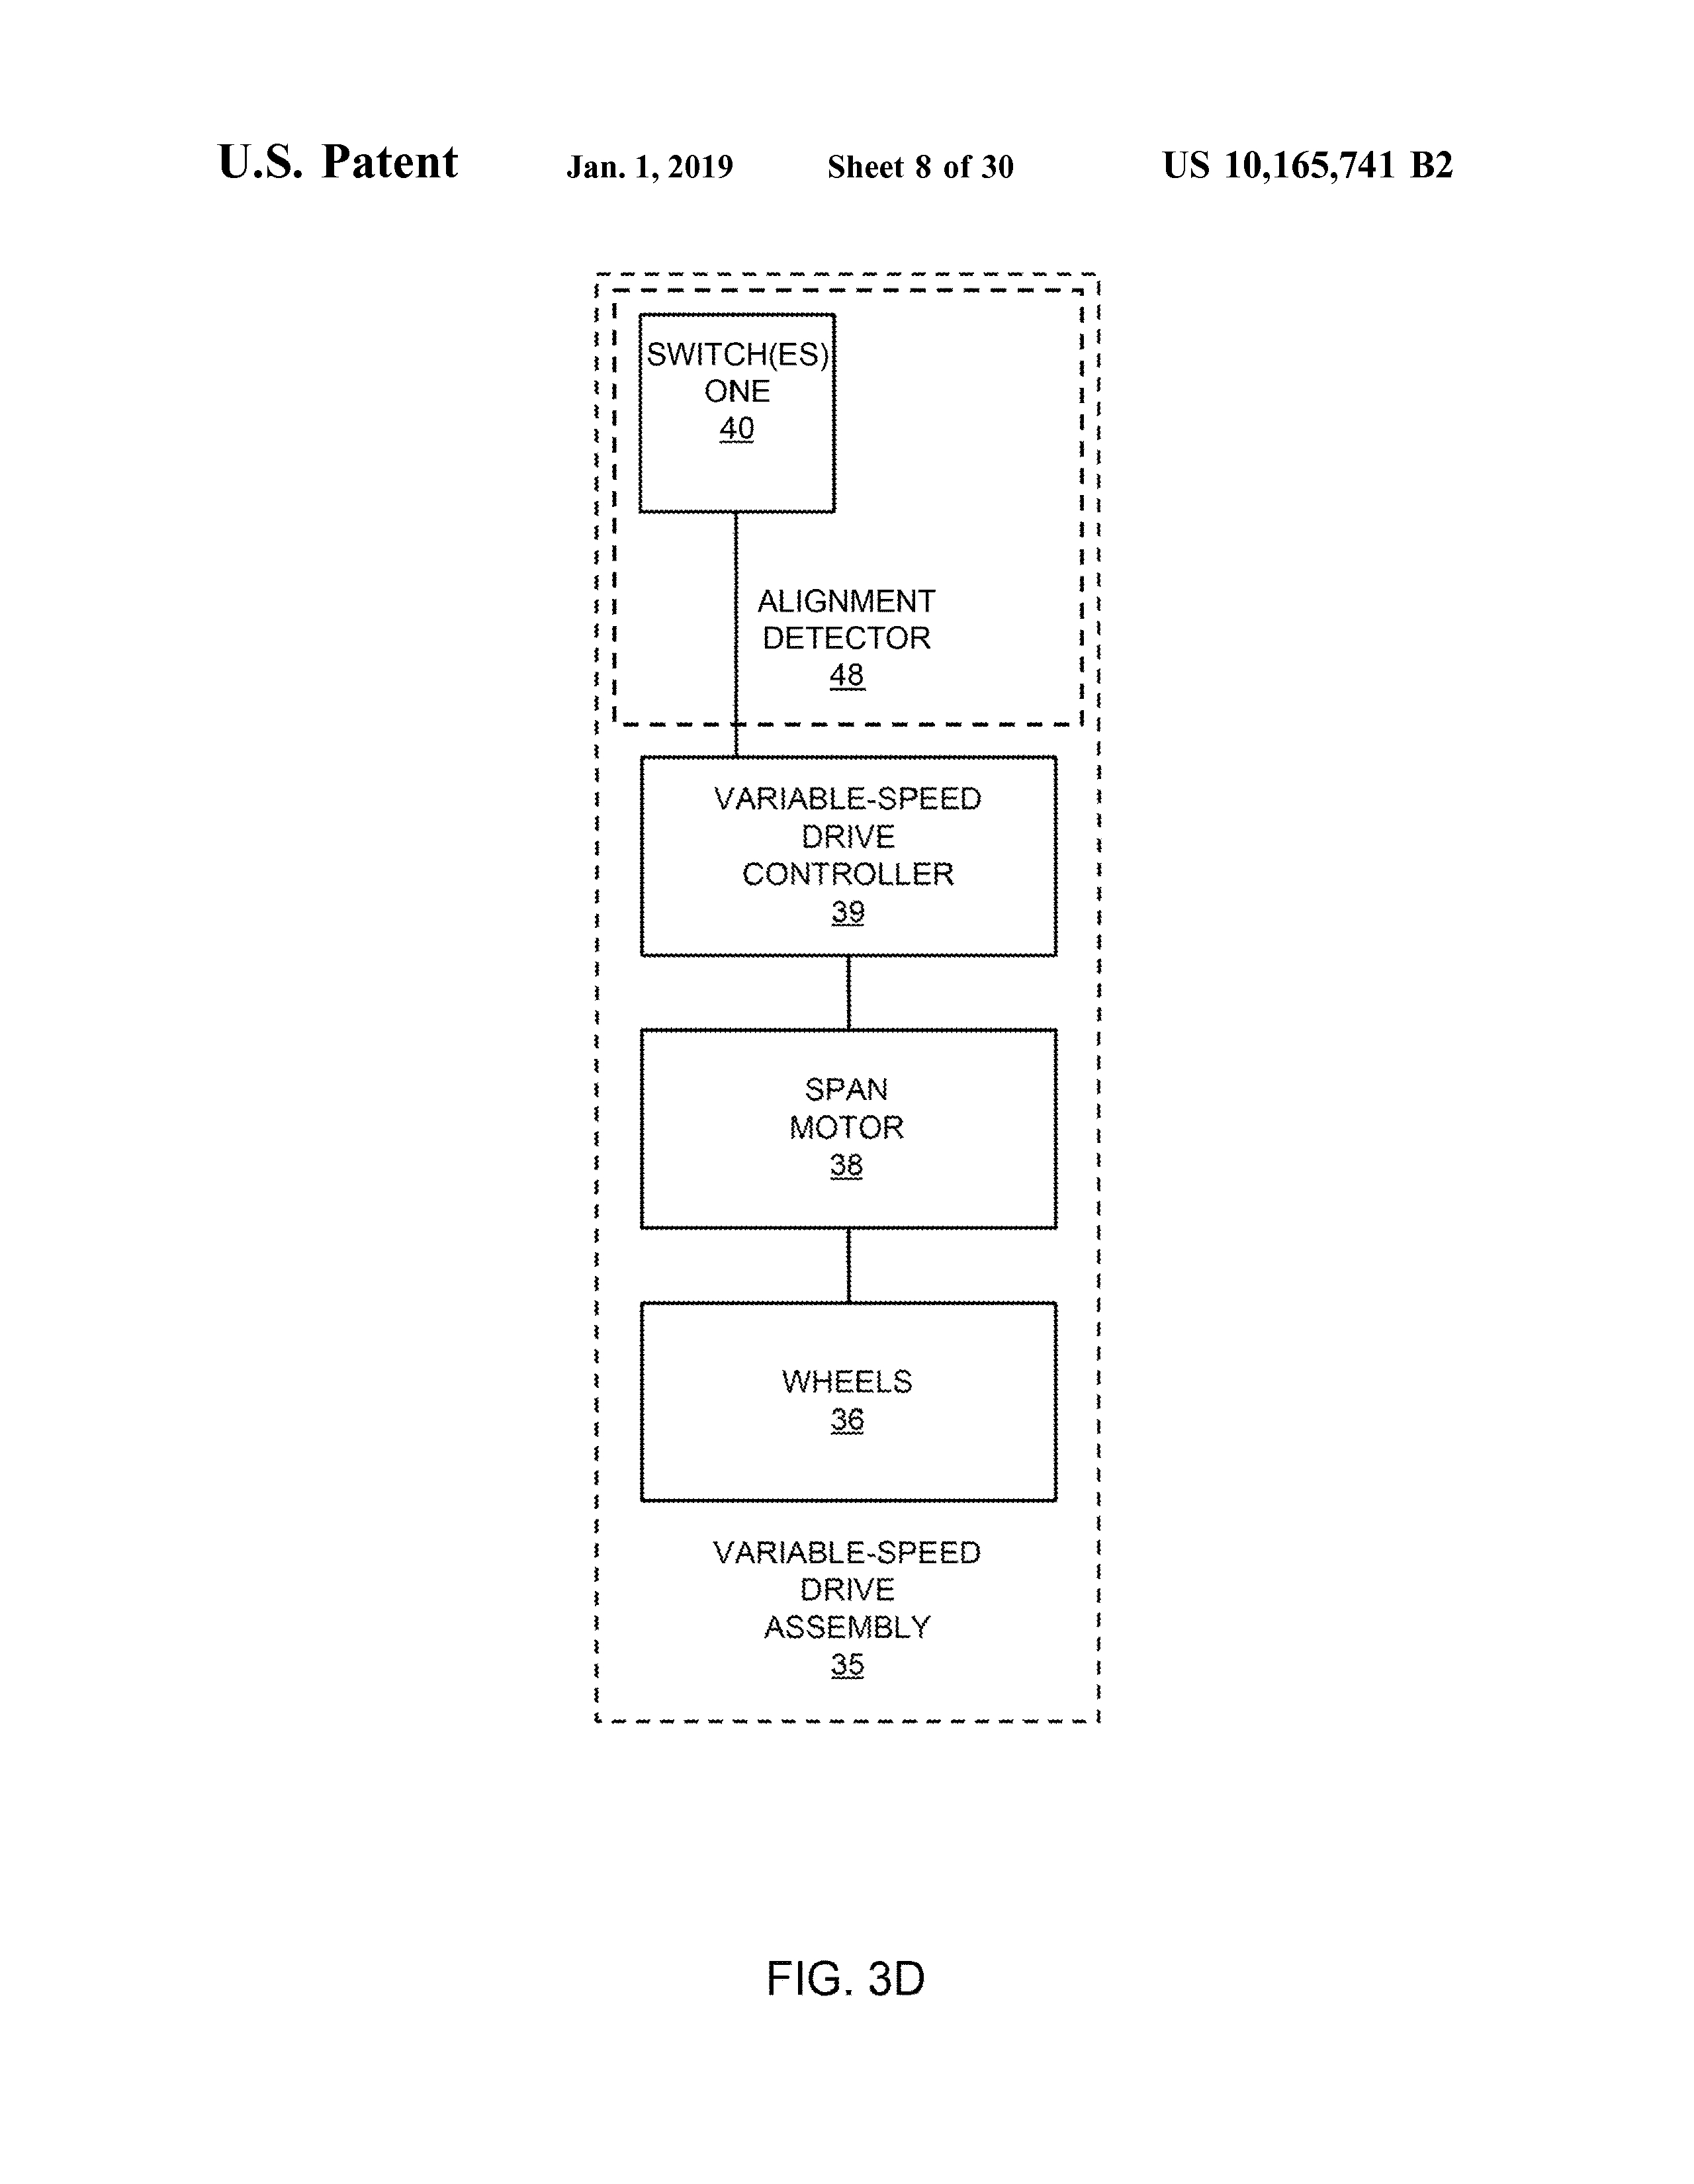 U.S. Patent Jan. 1, 2019 Sheet 8 of 30 US 10,165,741 B2
SWITCH(ES)
ONE
40
ALIGNMENT
DETECTOR
48
VARIABLE-SPEED
DRIVE
CONTROLLER
39
SPAN
MOTOR
38
WHEELS
36
VARIABLE-SPEED
DRIVE
ASSEMBLY
35
FIG. 3D